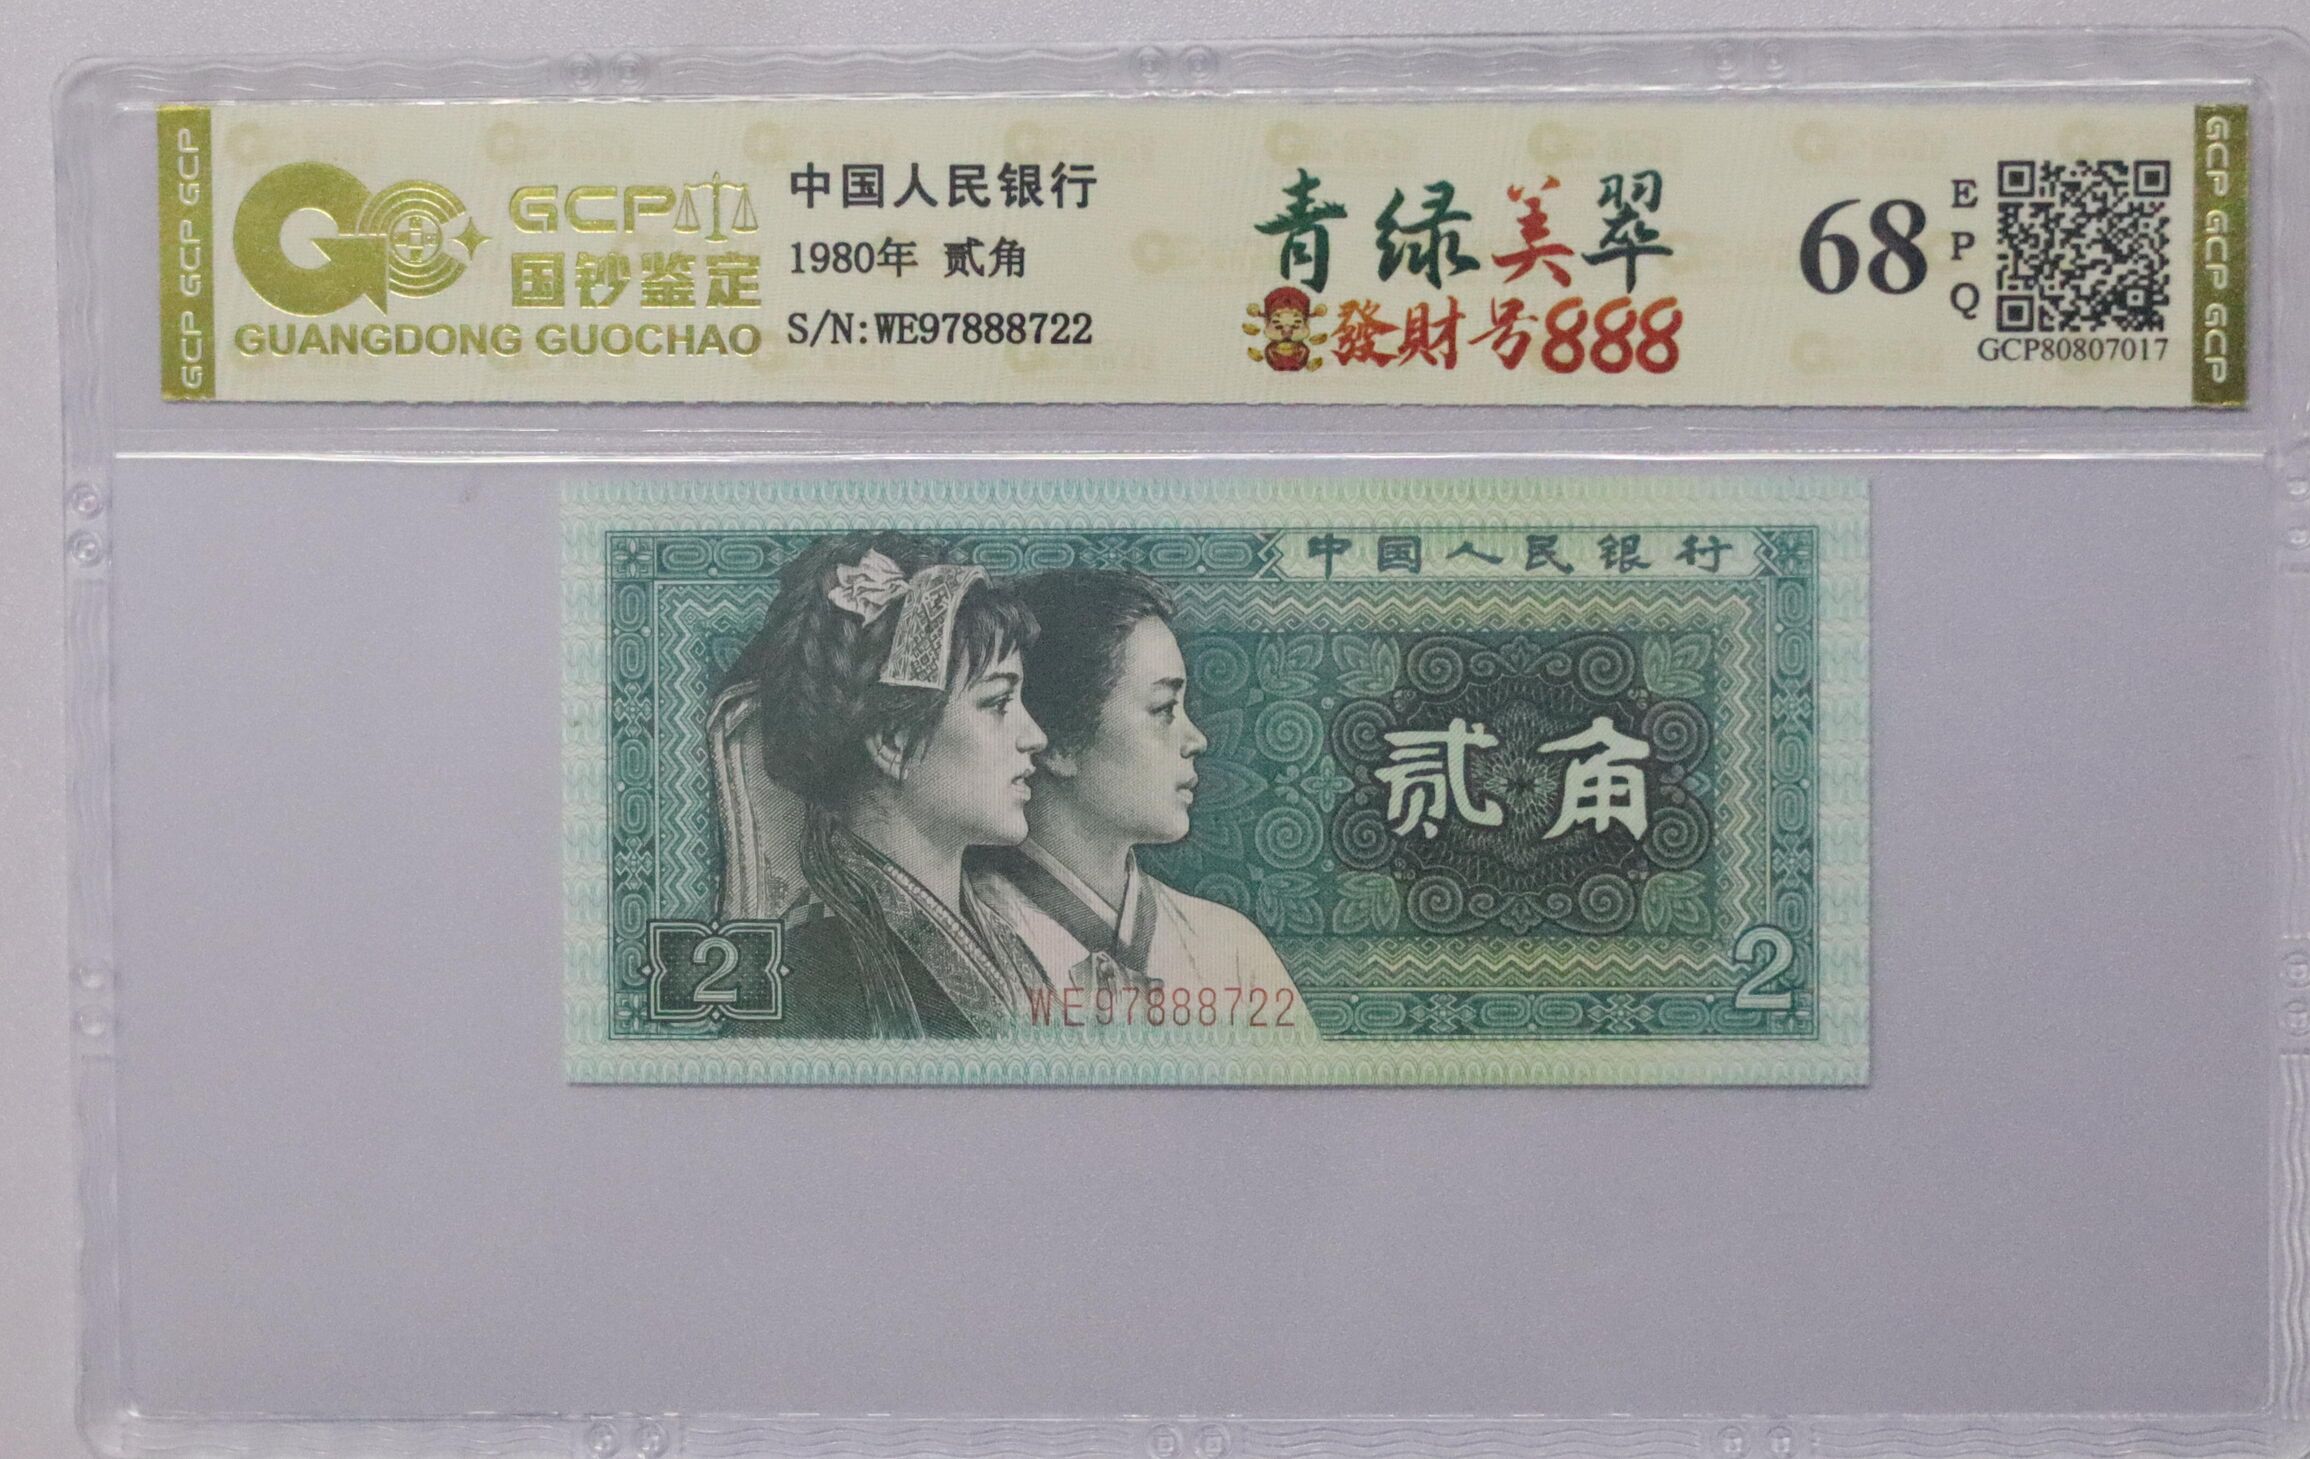 GCP GCP GCP
GCP
国钞鉴定
GUANGDONG GUOCHAO
中国人民银行
1980年 贰角
S/N:WE97888722
青绿美翠
發財号888
68
EPQ
GCP80807017
GCP GCP GCP
中国人民银行
贰角
2
2
WE97888722